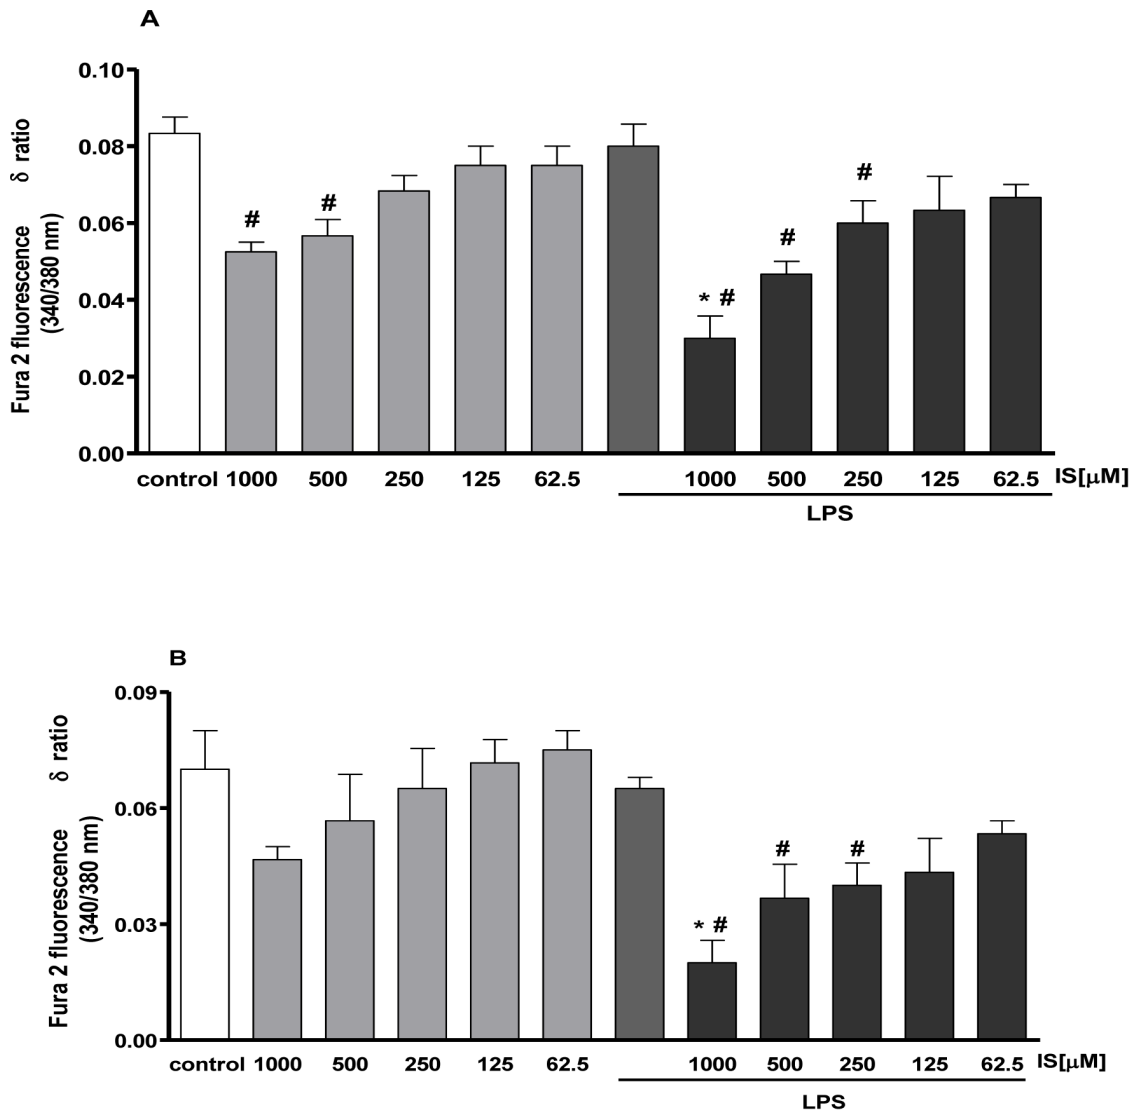 A
0.10
0.08
0.06
0.04
0.02
0.00
Fura 2 fluorescence δ ratio
(340/380 nm)
#
#
* #
#
#
control 1000 500 250 125 62.5 1000 500 250 125 62.5 IS[μM]
LPS
B
0.09
0.06
0.03
0.00
Fura 2 fluorescence δ ratio
(340/380 nm)
* #
#
#
control 1000 500 250 125 62.5 1000 500 250 125 62.5 IS[μM]
LPS